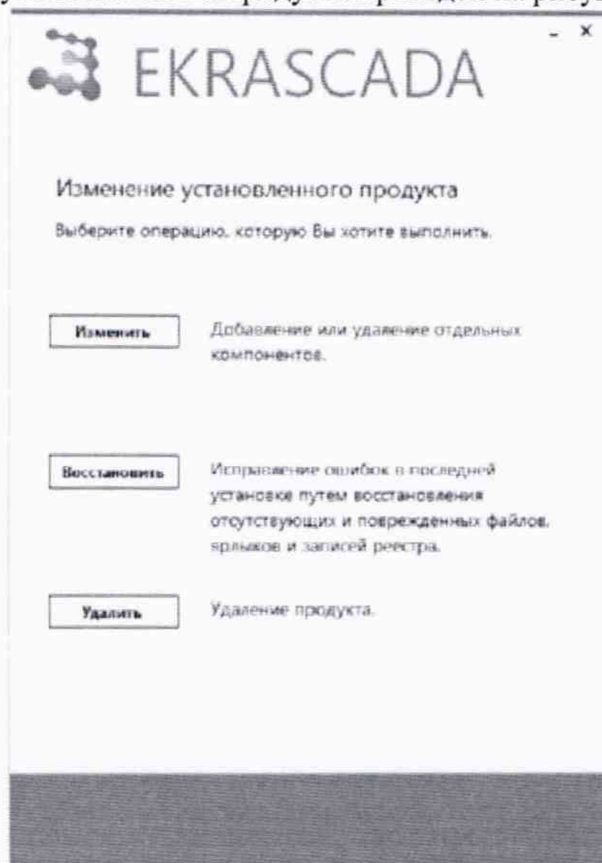 EKRASCADA
Изменение установленного продукта
Выберите операцию, которую Вы хотите выполнить.
Изменить
Добавление или удаление отдельных
компонентов.
Восстановить
Исправление ошибок в последней
установке путем восстановления
отсутствующих и поврежденных файлов,
ярлыков и записей реестра.
Удалить
Удаление продукта.